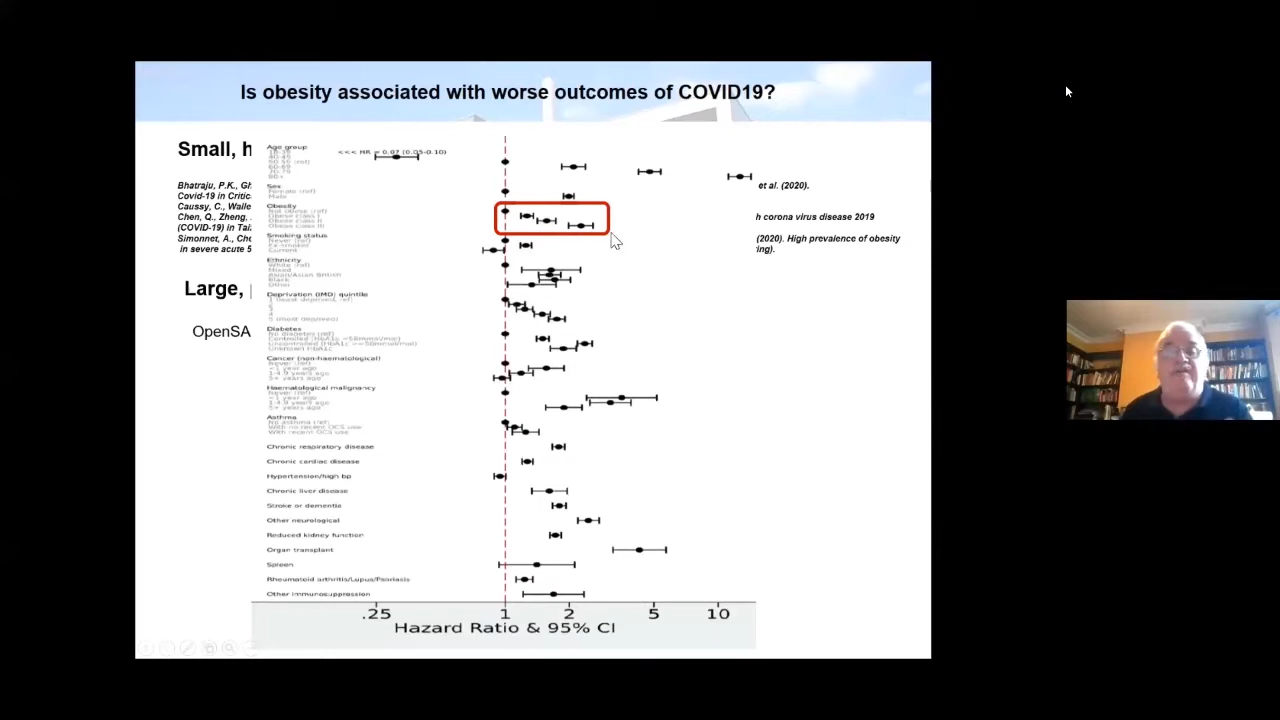 Is obesity associated with worse outcomes of COVID19?
Small, h
Bhatraju, P.K., Gh
et al. (2020).
Covid-19 in Critic
Caussy, C., Walle
Chen, Q., Zheng,
h corona virus disease 2019
(COVID-19) in Tai
Simonnet, A., Che
(2020). High prevalence of obesity
in severe acute
ing).
Large,
OpenSA
<<< HR = 0.07 (0.05-0.10)
Age group
40-49
50-59 (ref)
60-69
70-79
80+
Sex
Female (ref)
Male
Obesity
Not obese (ref)
Obese class I
Obese class II
Obese class III
Smoking status
Never (ref)
Ex-smoker
Current
Ethnicity
White (ref)
Mixed
Asian/Asian British
Black
Other
Deprivation (IMD) quintile
1 (least deprived, ref)
4
5 (most deprived)
Diabetes
No diabetes (ref)
Controlled (HbA1c <58mmol/mol)
Uncontrolled (HbA1c >=58mmol/mol)
Unknown HbA1c
Cancer (non-haematological)
Never (ref)
<1 year ago
1-4.9 years ago
5+ years ago
Haematological malignancy
Never (ref)
<1 year ago
1-4.9 years ago
5+ years ago
Asthma
No asthma (ref)
With no recent OCS use
With recent OCS use
Chronic respiratory disease
Chronic cardiac disease
Hypertension/high bp
Chronic liver disease
Stroke or dementia
Other neurological
Reduced kidney function
Organ transplant
Spleen
Rheumatoid arthritis/Lupus/Psoriasis
Other immunosuppression
.25 1 2 5 10
Hazard Ratio & 95% CI